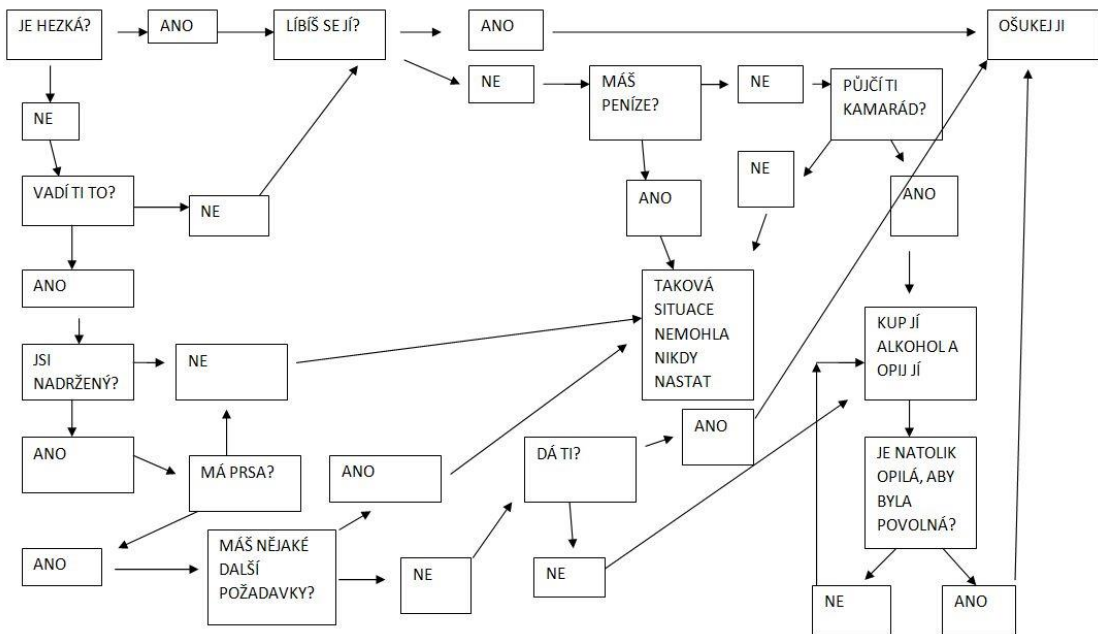 JE HEZKÁ?
ANO
LÍBÍŠ SE JÍ?
ANO
OŠUKEJ JI
NE
MÁŠ
PENÍZE?
NE
PŮJČÍ TI
KAMARÁD?
NE
VADÍ TI TO?
NE
ANO
NE
ANO
ANO
TAKOVÁ
SITUACE
NEMOHLA
NIKDY
NASTAT
KUP JÍ
ALKOHOL A
OPIJ JÍ
JSI
NADRŽENÝ?
NE
ANO
MÁ PRSA?
ANO
DÁ TI?
ANO
JE NATOLIK
OPILÁ, ABY
BYLA
POVOLNÁ?
ANO
MÁŠ NĚJAKÉ
DALŠÍ
POŽADAVKY?
NE
NE
NE
ANO